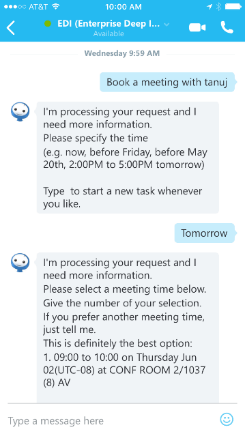 AT&T 10:00 AM
EDI (Enterprise Deep I...
Available
Wednesday 9:59 AM
Book a meeting with tanuj
I'm processing your request and I
need more information.
Please specify the time
(e.g. now, before Friday, before May
20th, 2:00PM to 5:00PM tomorrow)
Type to start a new task whenever
you like.
Tomorrow
I'm processing your request and I
need more information.
Please select a meeting time below.
Give the number of your selection.
If you prefer another meeting time,
just tell me.
This is definitely the best option:
1. 09:00 to 10:00 on Thursday Jun
02(UTC-08) at CONF ROOM 2/1037
(8) AV
Type a message here